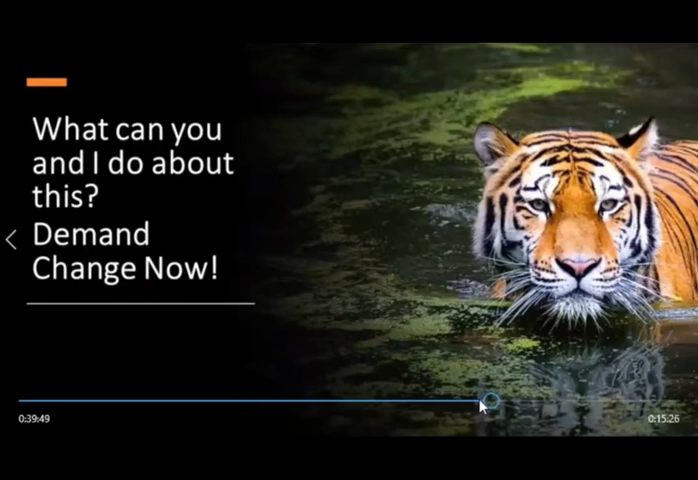 What can you
and I do about
this?
Demand
Change Now!
0:39:49
0:15:26